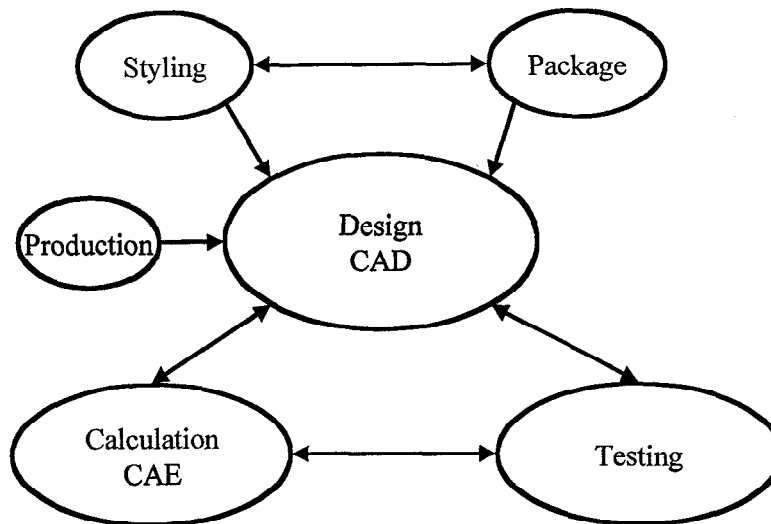 Styling
Package
Design
CAD
Production
Calculation
CAE
Testing